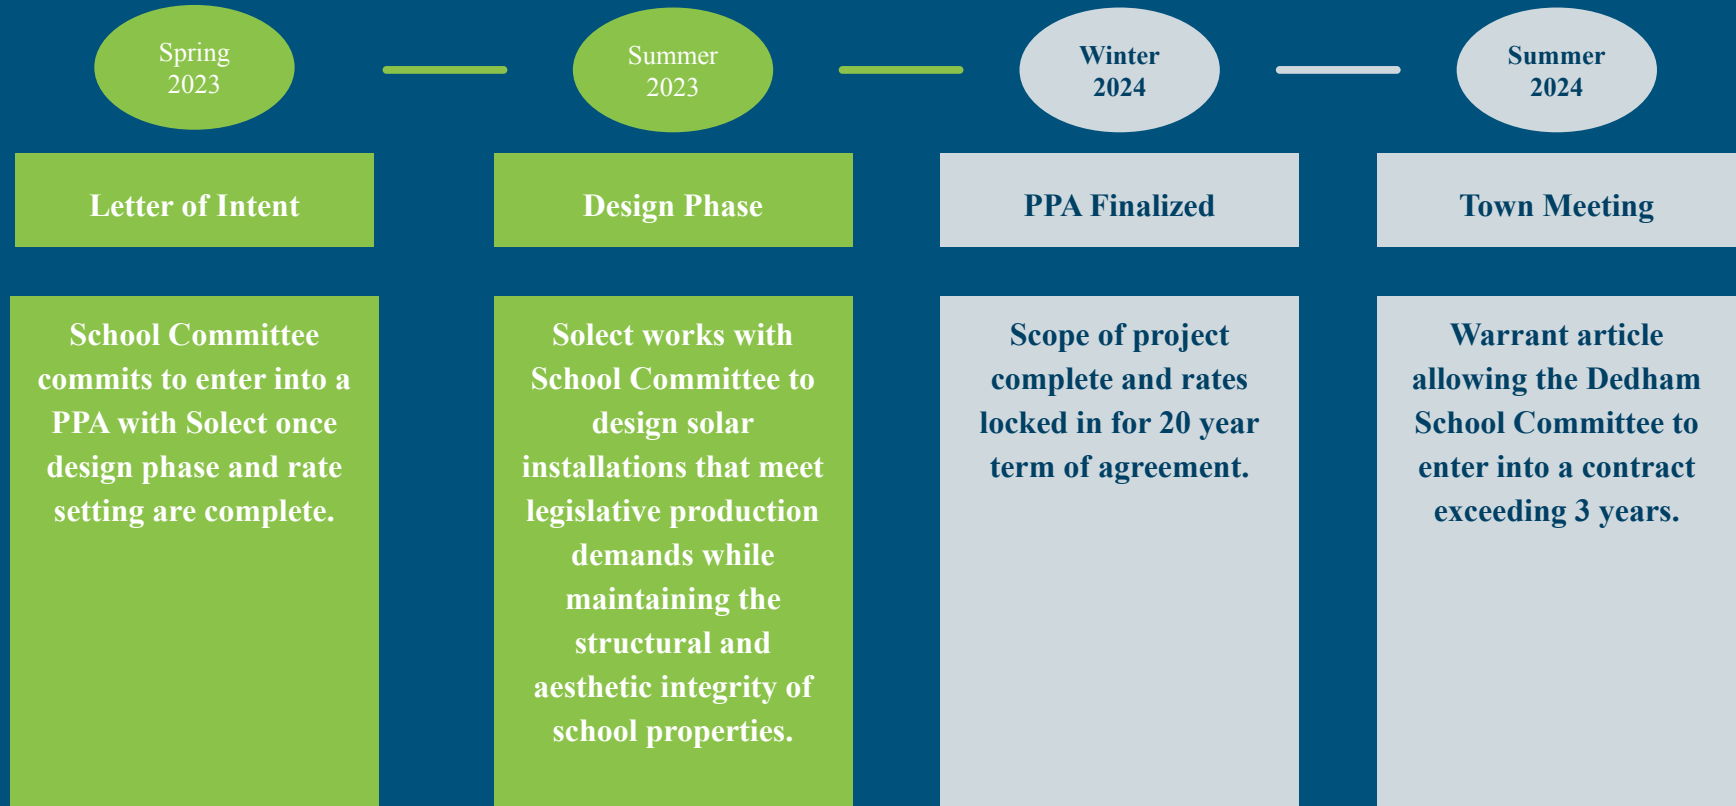 Spring
2023
Summer
2023
Winter
2024
Summer
2024
Letter of Intent
Design Phase
PPA Finalized
Town Meeting
School Committee
commits to enter into a
PPA with Solect once
design phase and rate
setting are complete.
Solect works with
School Committee to
design solar
installations that meet
legislative production
demands while
maintaining the
structural and
aesthetic integrity of
school properties.
Scope of project
complete and rates
locked in for 20 year
term of agreement.
Warrant article
allowing the Dedham
School Committee to
enter into a contract
exceeding 3 years.